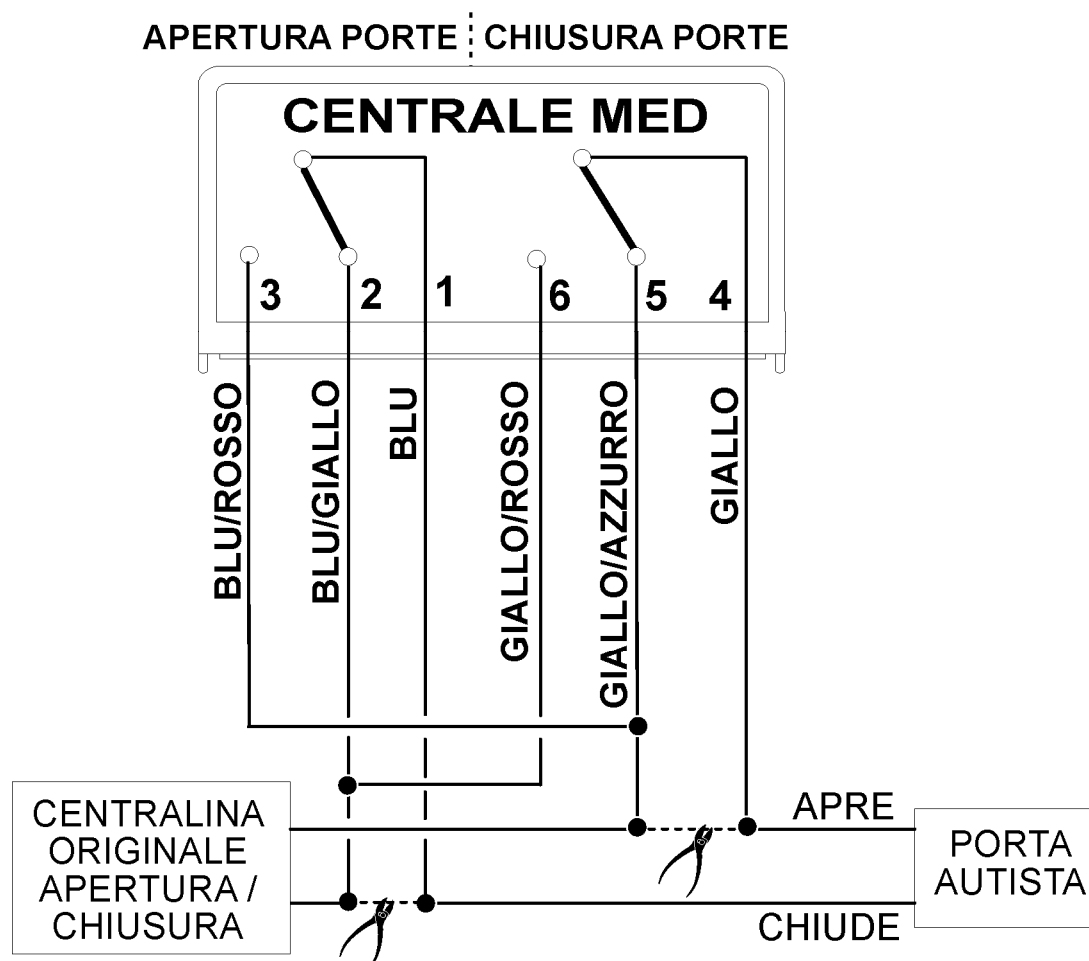 APERTURA PORTE
CHIUSURA PORTE
CENTRALE MED
3
2
1
6
5
4
BLU/ROSSO
BLU/GIALLO
BLU
GIALLO/ROSSO
GIALLO/AZZURRO
GIALLO
CENTRALINA
ORIGINALE
APERTURA /
CHIUSURA
APRE
CHIUDE
PORTA
AUTISTA